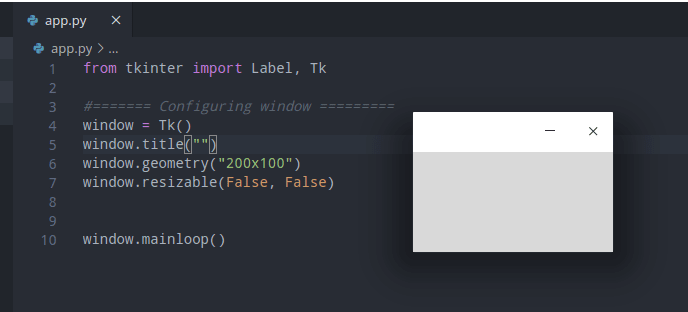 app.py ×
app.py > ...
1 from tkinter import Label, Tk
2
3 #======= Configuring window =========
4 window = Tk()
5 window.title("")
6 window.geometry("200x100")
7 window.resizable(False, False)
8
9
10 window.mainloop()